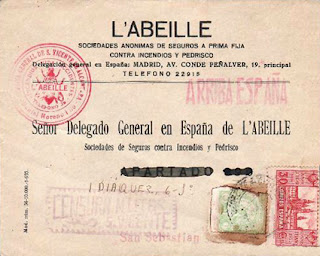 L'ABEILLE
SOCIEDADES ANONIMAS DE SEGUROS A PRIMA FIJA
CONTRA INCENDIOS Y PEDRISCO
Delegación general en España: MADRID, AV. CONDE PEÑALVER, 19, principal
TELEFONO 22915
L'ABEILLE
ARRIBA ESPAÑA
Señor Delegado General en España de L'ABEILLE
Sociedades de Seguros contra Incendios y Pedrisco
APARTADO
I. DIAQUEZ, 6-3º
CENSURA
San Sebastián